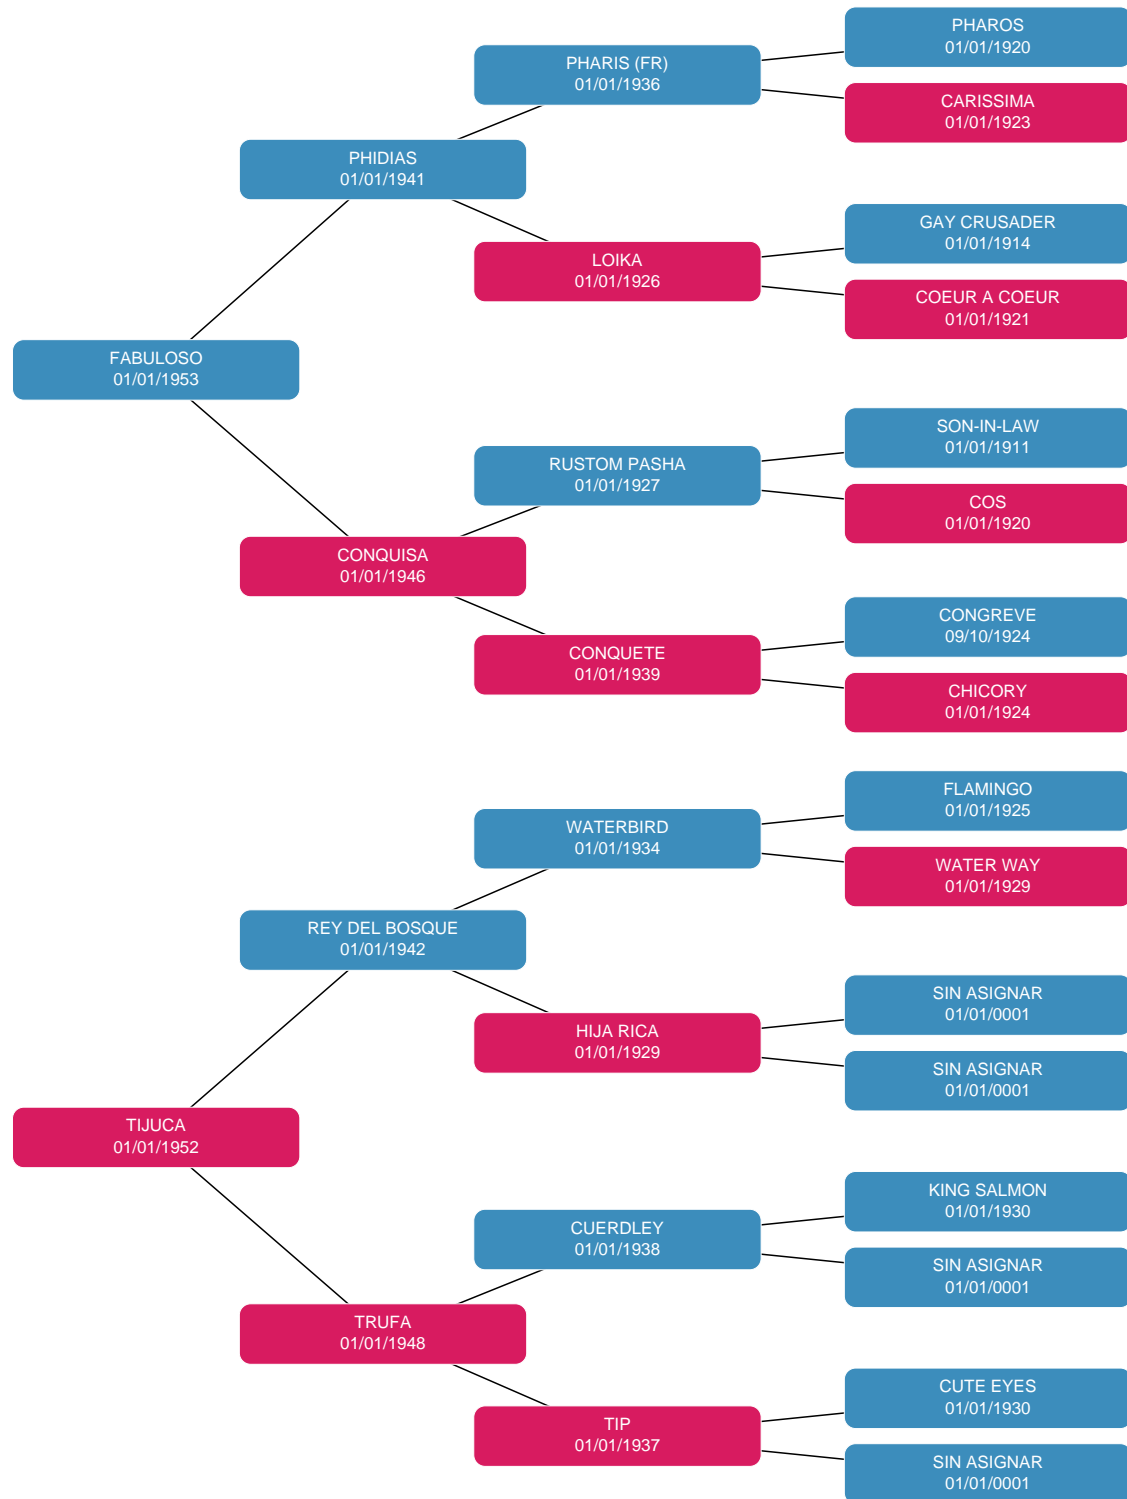 PHAROS
01/01/1920
PHARIS (FR)
01/01/1936
CARISSIMA
01/01/1923
PHIDIAS
01/01/1941
GAY CRUSADER
01/01/1914
LOIKA
01/01/1926
COEUR A COEUR
01/01/1921
FABULOSO
01/01/1953
SON-IN-LAW
01/01/1911
RUSTOM PASHA
01/01/1927
COS
01/01/1920
CONQUISA
01/01/1946
CONGREVE
09/10/1924
CONQUETE
01/01/1939
CHICORY
01/01/1924
FLAMINGO
01/01/1925
WATERBIRD
01/01/1934
WATER WAY
01/01/1929
REY DEL BOSQUE
01/01/1942
SIN ASIGNAR
01/01/0001
HIJA RICA
01/01/1929
SIN ASIGNAR
01/01/0001
TIJUCA
01/01/1952
KING SALMON
01/01/1930
CUERDLEY
01/01/1938
SIN ASIGNAR
01/01/0001
TRUFA
01/01/1948
CUTE EYES
01/01/1930
TIP
01/01/1937
SIN ASIGNAR
01/01/0001